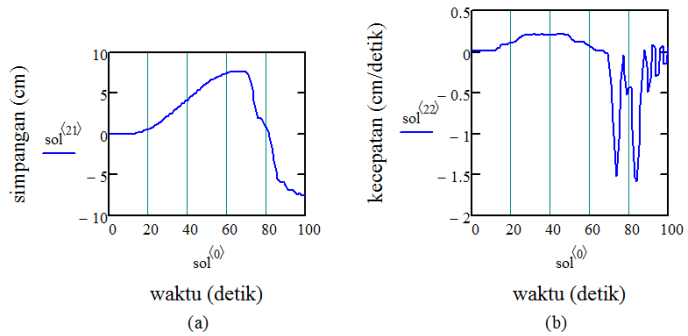 simpangan (cm)
sol⟨21⟩
10
5
0
− 5
− 10
0 20 40 60 80 100
sol⟨0⟩
waktu (detik)
(a)
kecepatan (cm/detik)
sol⟨22⟩
0.5
0
− 0.5
− 1
− 1.5
− 2
0 20 40 60 80 100
sol⟨0⟩
waktu (detik)
(b)